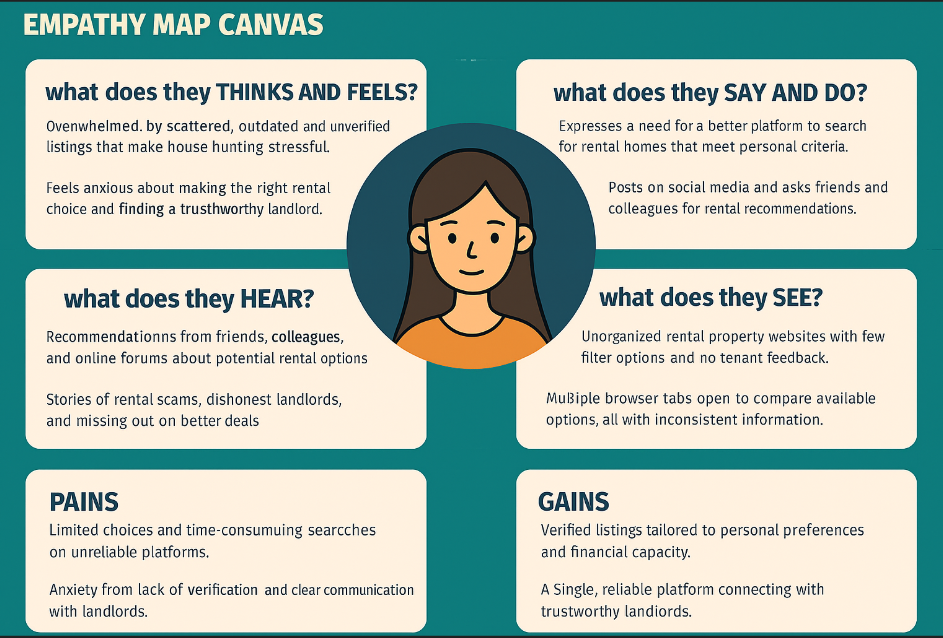 EMPATHY MAP CANVAS
what does they THINKS AND FEELS?
Ovenwhelmed. by scattered, outdated and unverified
listings that make house hunting stressful.
Feels anxious about making the right rental
choice and finding a trusthworthy landlord.
what does they SAY AND DO?
Expresses a need for a better platform to search
for rental homes that meet personal criteria.
Posts on social media and asks friends and
colleagues for rental recommendations.
what does they HEAR?
Recommendationns from friends, colleagues,
and online forums about potential rental options
Stories of rental scams, dishonest landlords,
and missing out on better deals
what does they SEE?
Unorganized rental property websites with few
filter options and no tenant feedback.
MuBiple browser tabs open to compare available
options, all with inconsistent information.
PAINS
Limited choices and time-consumuing searcches
on unreliable platforms.
Anxiety from lack of verification and clear communication
with landlords.
GAINS
Verified listings tailored to personal preferences
and financial capacity.
A Single, reliable platform connecting with
trustworthy landiords.